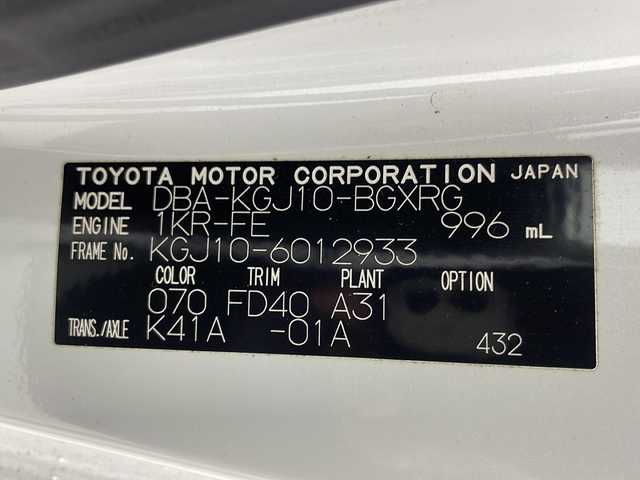 TOYOTA MOTOR CORPORATION JAPAN
MODEL DBA-KGJ10-BGXRG
ENGINE 1KR-FE 996 mL
FRAME No. KGJ10-6012933
COLOR TRIM PLANT OPTION
070 FD40 A31
TRANS./AXLE K41A -01A 432